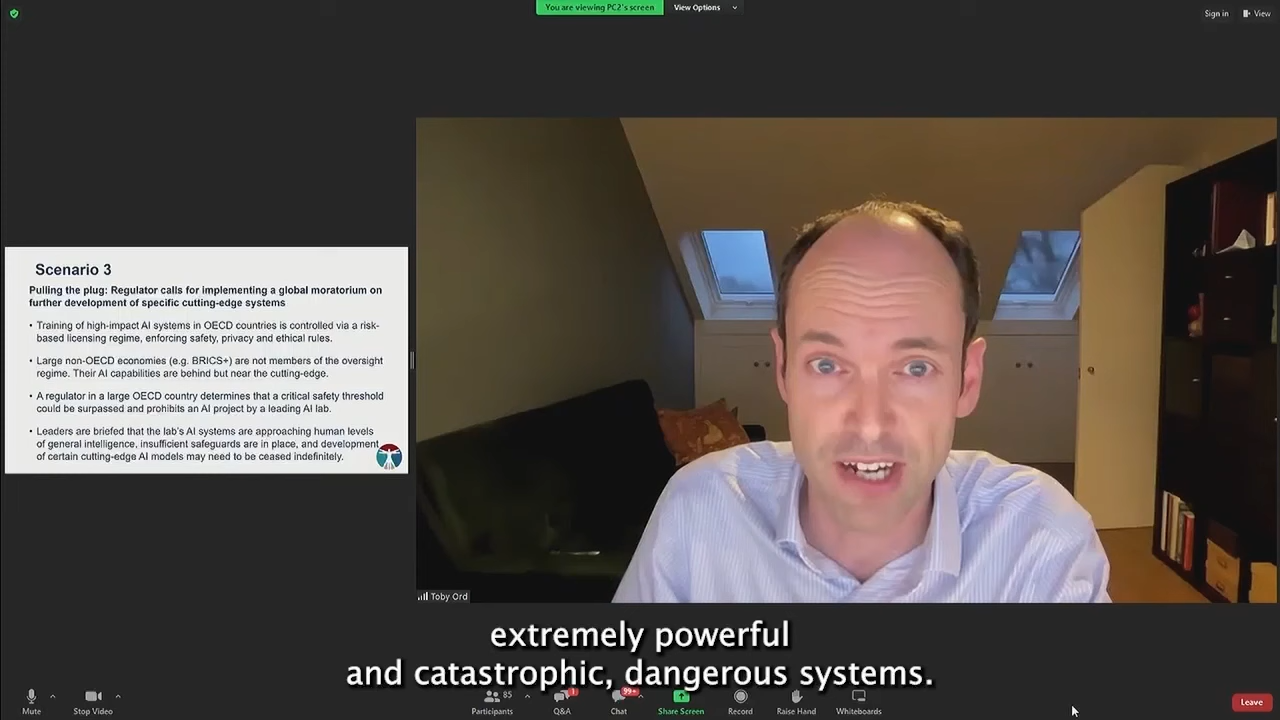 You are viewing PC2's screen
View Options
Sign in
View
Scenario 3
Pulling the plug: Regulator calls for implementing a global moratorium on
further development of specific cutting-edge systems
• Training of high-impact AI systems in OECD countries is controlled via a risk-
based licensing regime, enforcing safety, privacy and ethical rules.
• Large non-OECD economies (e.g. BRICS+) are not members of the oversight
regime. Their AI capabilities are behind but near the cutting-edge.
• A regulator in a large OECD country determines that a critical safety threshold
could be surpassed and prohibits an AI project by a leading AI lab.
• Leaders are briefed that the lab's AI systems are approaching human levels
of general intelligence, insufficient safeguards are in place, and development
of certain cutting-edge AI models may need to be ceased indefinitely.
Toby Ord
extremely powerful
and catastrophic, dangerous systems.
85
1
99+
Mute
Stop Video
Participants
Q&A
Chat
Share Screen
Record
Raise Hand
Whiteboards
Leave